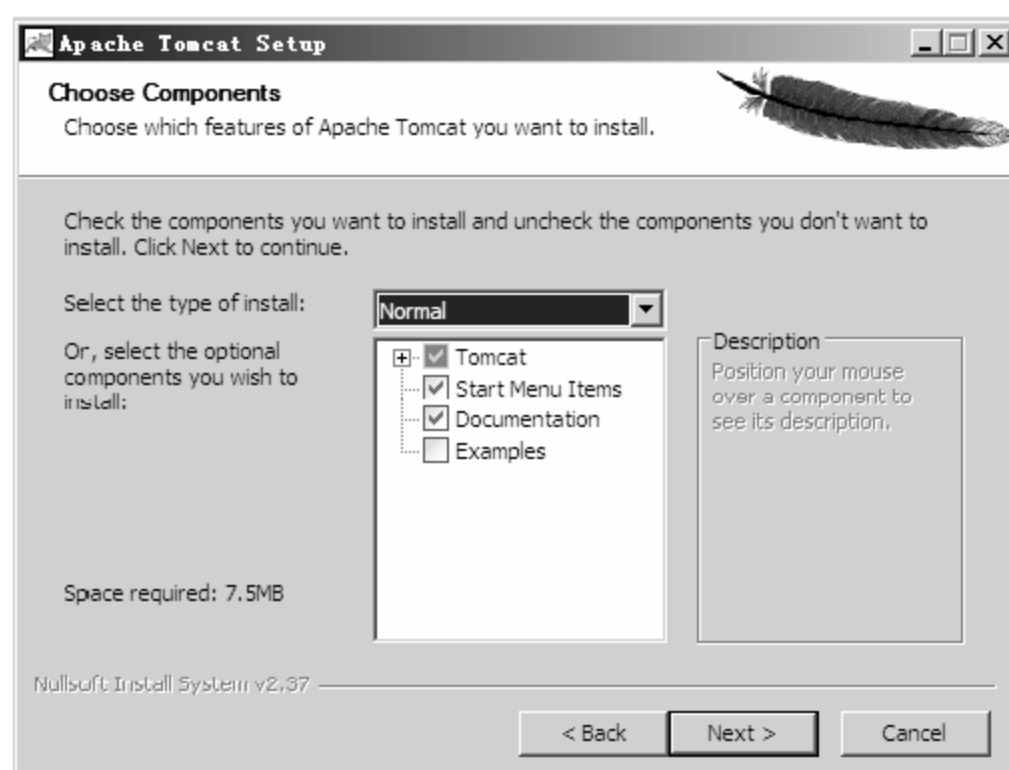 Apache Tomcat Setup
Choose Components
Choose which features of Apache Tomcat you want to install.
Check the components you want to install and uncheck the components you don't want to
install. Click Next to continue.
Select the type of install:
Normal
Or, select the optional
components you wish to
install:
Tomcat
Start Menu Items
Documentation
Examples
Description
Position your mouse
over a component to
see its description.
Space required: 7.5MB
Nullsoft Install System v2.37
< Back
Next >
Cancel